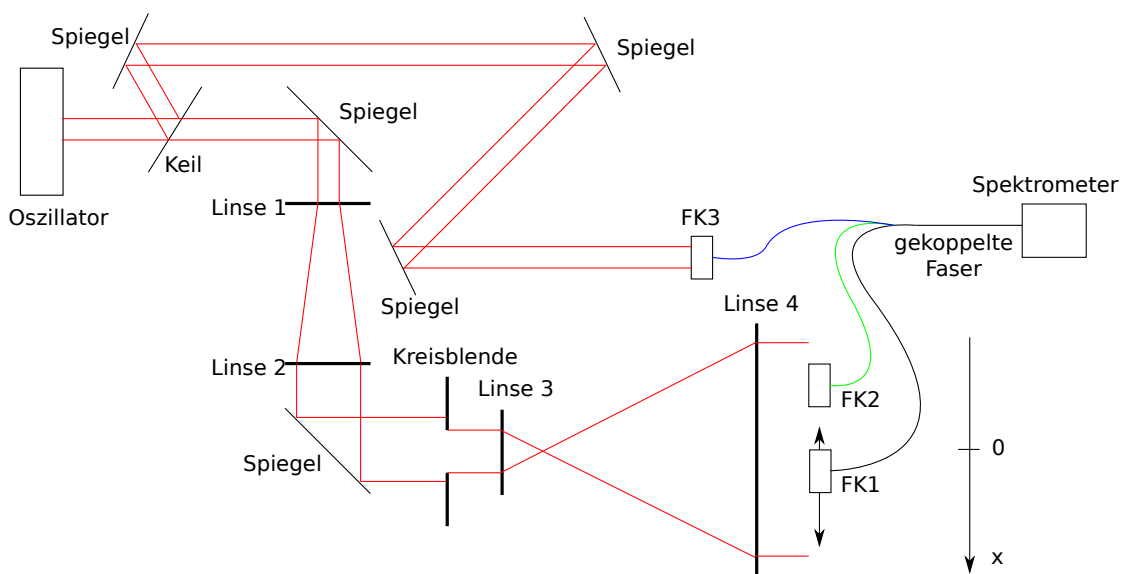 Spiegel
Spiegel
Spiegel
Keil
Oszillator
Linse 1
Spektrometer
FK3
gekoppelte
Faser
Spiegel
Linse 4
Linse 2
Kreisblende
Linse 3
FK2
0
Spiegel
FK1
x